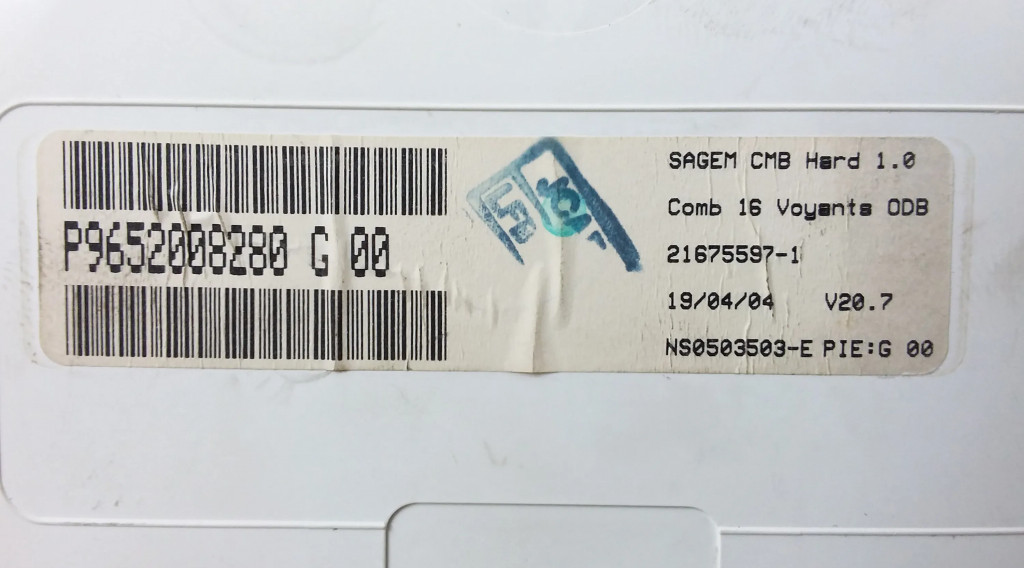 P9652008280 G 00
SAGEM CMB Hard 1.0
Comb 16 Voyants ODB
21675597-1
19/04/04 V20.7
NS0503503-E PIE:G 00